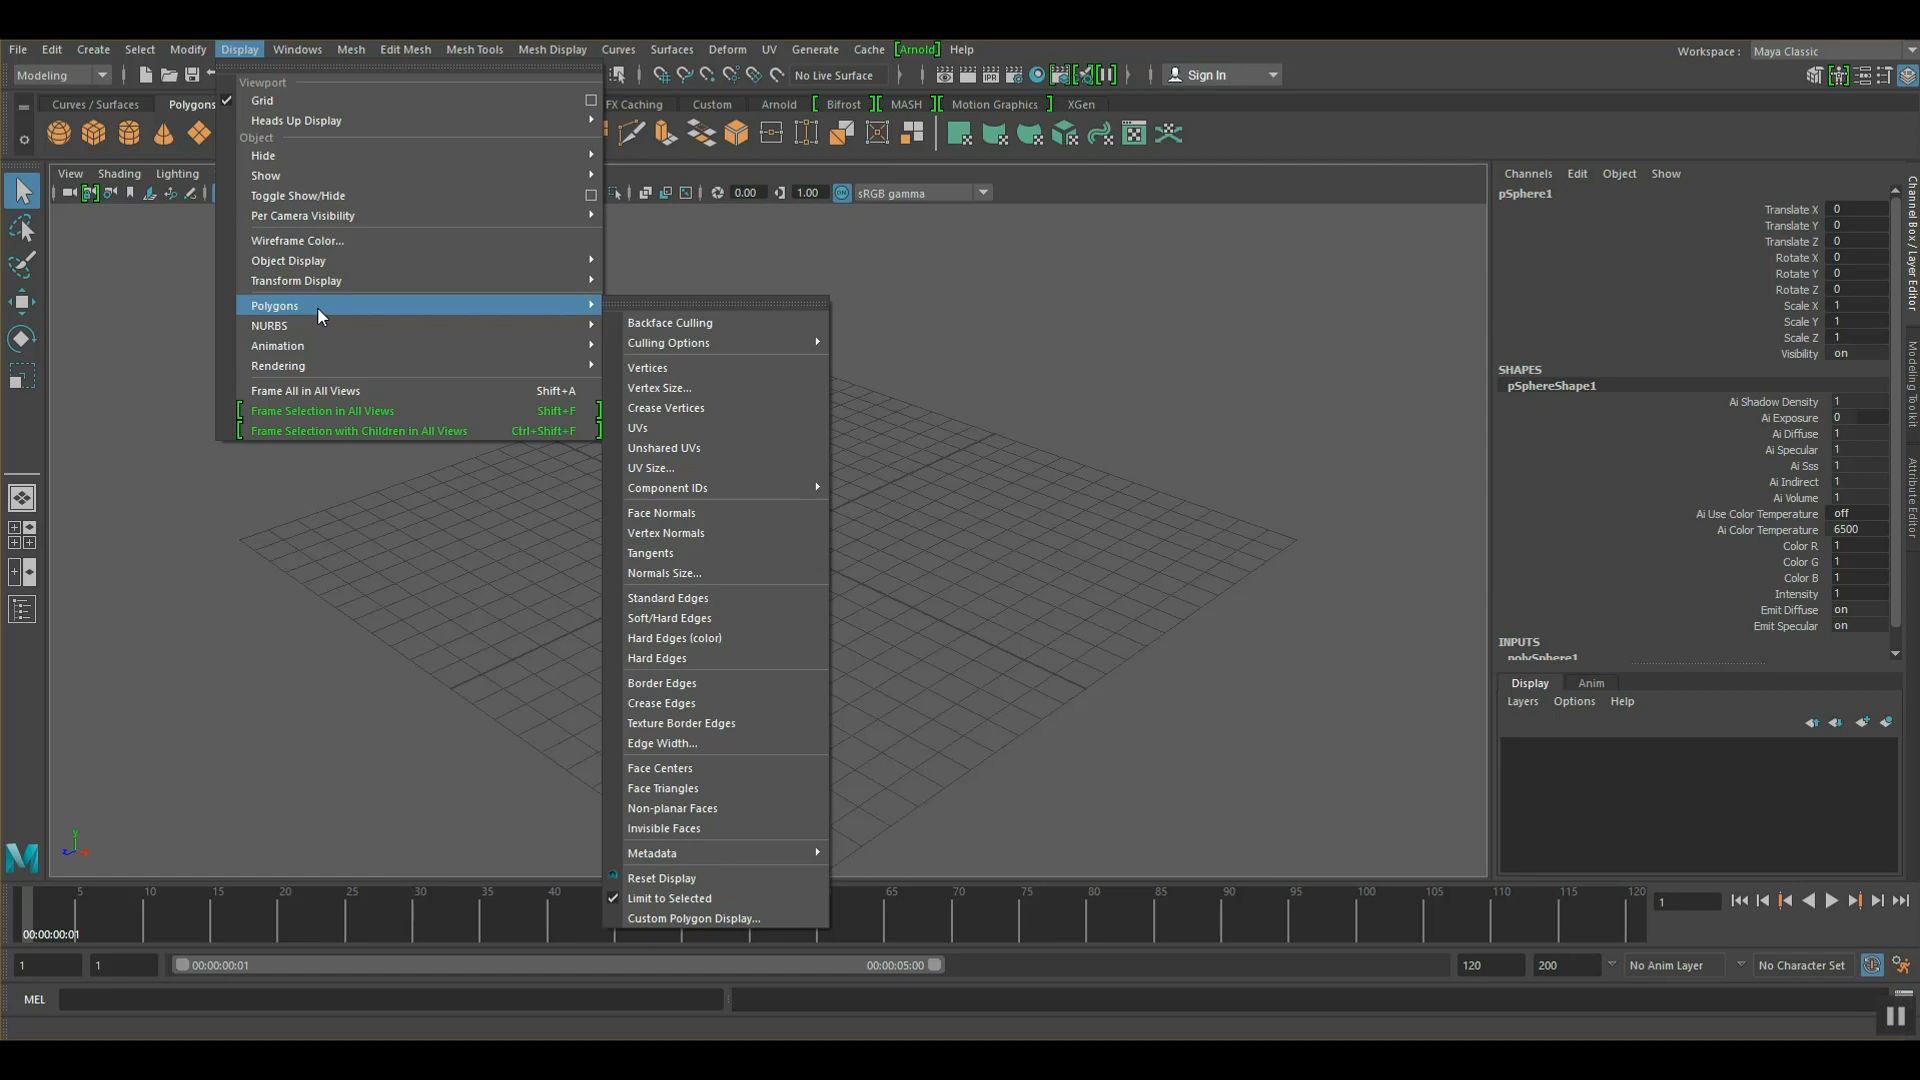 File Edit Create Select Modify Display Windows Mesh Edit Mesh Mesh Tools Mesh Display Curves Surfaces Deform UV Generate Cache [Arnold] Help
Workspace : Maya Classic
Modeling
No Live Surface
IPR
Sign In
Curves / Surfaces Polygons
FX Caching Custom Arnold [ Bifrost ][ MASH ][ Motion Graphics ] XGen
View Shading Lighting
0.00 1.00 ON sRGB gamma
Viewport
Grid
Heads Up Display
Object
Hide
Show
Toggle Show/Hide
Per Camera Visibility
Wireframe Color...
Object Display
Transform Display
Polygons
NURBS
Animation
Rendering
Frame All in All Views Shift+A
Frame Selection in All Views Shift+F
Frame Selection with Children in All Views Ctrl+Shift+F
Backface Culling
Culling Options
Vertices
Vertex Size...
Crease Vertices
UVs
Unshared UVs
UV Size...
Component IDs
Face Normals
Vertex Normals
Tangents
Normals Size...
Standard Edges
Soft/Hard Edges
Hard Edges (color)
Hard Edges
Border Edges
Crease Edges
Texture Border Edges
Edge Width...
Face Centers
Face Triangles
Non-planar Faces
Invisible Faces
Metadata
Reset Display
Limit to Selected
Custom Polygon Display...
Channels Edit Object Show
pSphere1
Translate X 0
Translate Y 0
Translate Z 0
Rotate X 0
Rotate Y 0
Rotate Z 0
Scale X 1
Scale Y 1
Scale Z 1
Visibility on
SHAPES
pSphereShape1
Ai Shadow Density 1
Ai Exposure 0
Ai Diffuse 1
Ai Specular 1
Ai Sss 1
Ai Indirect 1
Ai Volume 1
Ai Use Color Temperature off
Ai Color Temperature 6500
Color R 1
Color G 1
Color B 1
Intensity 1
Emit Diffuse on
Emit Specular on
INPUTS
polySphere1
Display Anim
Layers Options Help
Channel Box / Layer Editor
Modeling Toolkit
Attribute Editor
y
z
5 10 15 20 25 30 35 40 65 70 75 80 85 90 95 100 105 110 115 120
00:00:00:01
1
1 1 00:00:00:01 00:00:05:00 120 200 No Anim Layer No Character Set
MEL